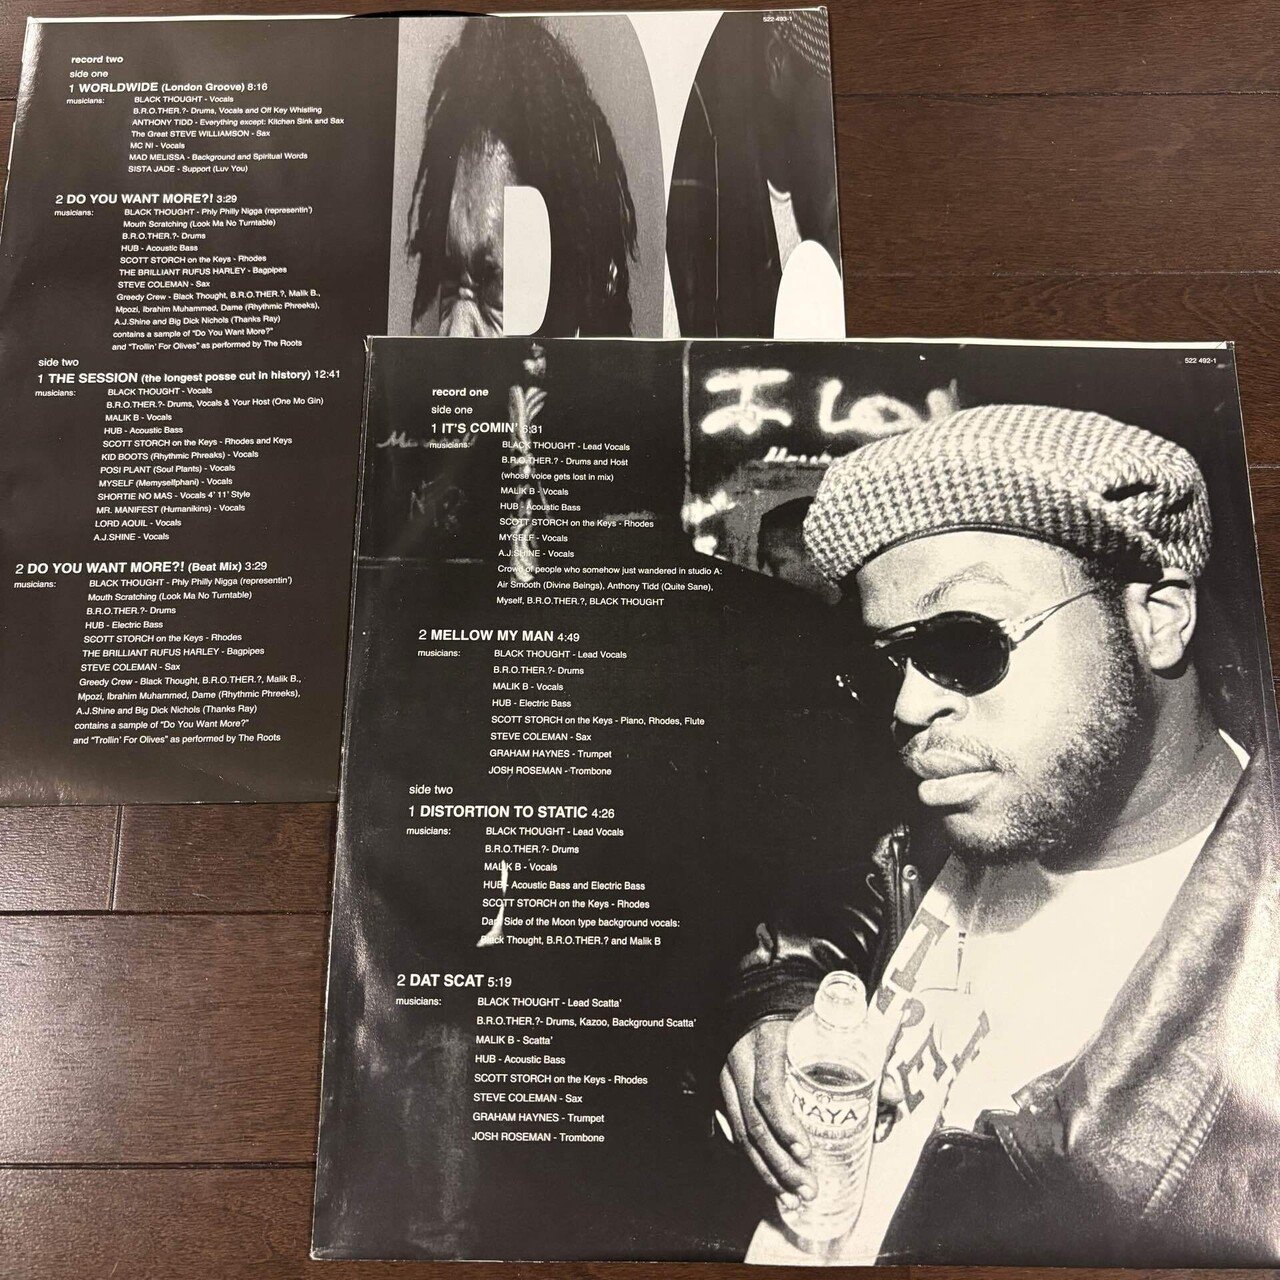 522 493-1
record two
side one
1 WORLDWIDE (London Groove) 8:16
musicians: BLACK THOUGHT - Vocals
B.R.O.THER.?- Drums, Vocals and Off Key Whistling
ANTHONY TIDD - Everything except: Kitchen Sink and Sax
The Great STEVE WILLIAMSON - Sax
MC NI - Vocals
MAD MELISSA - Background and Spiritual Words
SISTA JADE - Support (Luv You)
2 DO YOU WANT MORE?! 3:29
musicians: BLACK THOUGHT - Phly Philly Nigga (representin')
Mouth Scratching (Look Ma No Turntable)
B.R.O.THER.?- Drums
HUB - Acoustic Bass
SCOTT STORCH on the Keys - Rhodes
THE BRILLIANT RUFUS HARLEY - Bagpipes
STEVE COLEMAN - Sax
Greedy Crew - Black Thought, B.R.O.THER.?, Malik B.,
Mpozi, Ibrahim Muhammed, Dame (Rhythmic Phreeks),
A.J.Shine and Big Dick Nichols (Thanks Ray)
contains a sample of "Do You Want More?"
and "Trollin' For Olives" as performed by The Roots
side two
1 THE SESSION (the longest posse cut in history) 12:41
musicians: BLACK THOUGHT - Vocals
B.R.O.THER.?- Drums, Vocals & Your Host (One Mo Gin)
MALIK B - Vocals
HUB - Acoustic Bass
SCOTT STORCH on the Keys - Rhodes and Keys
KID BOOTS (Rhythmic Phreaks) - Vocals
POSI PLANT (Soul Plants) - Vocals
MYSELF (Memyselfphani) - Vocals
SHORTIE NO MAS - Vocals 4' 11' Style
MR. MANIFEST (Humanikins) - Vocals
LORD AQUIL - Vocals
A.J.SHINE - Vocals
2 DO YOU WANT MORE?! (Beat Mix) 3:29
musicians: BLACK THOUGHT - Phly Philly Nigga (representin')
Mouth Scratching (Look Ma No Turntable)
B.R.O.THER.?- Drums
HUB - Electric Bass
SCOTT STORCH on the Keys - Rhodes
THE BRILLIANT RUFUS HARLEY - Bagpipes
STEVE COLEMAN - Sax
Greedy Crew - Black Thought, B.R.O.THER.?, Malik B.,
Mpozi, Ibrahim Muhammed, Dame (Rhythmic Phreeks),
A.J.Shine and Big Dick Nichols (Thanks Ray)
contains a sample of "Do You Want More?"
and "Trollin' For Olives" as performed by The Roots
522 492-1
record one
side one
1 IT'S COMIN' 6:31
musicians: BLACK THOUGHT - Lead Vocals
B.R.O.THER.? - Drums and Host
(whose voice gets lost in mix)
MALIK B - Vocals
HUB - Acoustic Bass
SCOTT STORCH on the Keys - Rhodes
MYSELF - Vocals
A.J.SHINE - Vocals
Crowd of people who somehow just wandered in studio A:
Air Smooth (Divine Beings), Anthony Tidd (Quite Sane),
Myself, B.R.O.THER.?, BLACK THOUGHT
2 MELLOW MY MAN 4:49
musicians: BLACK THOUGHT - Lead Vocals
B.R.O.THER.?- Drums
MALIK B - Vocals
HUB - Electric Bass
SCOTT STORCH on the Keys - Piano, Rhodes, Flute
STEVE COLEMAN - Sax
GRAHAM HAYNES - Trumpet
JOSH ROSEMAN - Trombone
side two
1 DISTORTION TO STATIC 4:26
musicians: BLACK THOUGHT - Lead Vocals
B.R.O.THER.?- Drums
MALIK B - Vocals
HUB - Acoustic Bass and Electric Bass
SCOTT STORCH on the Keys - Rhodes
Dark Side of the Moon type background vocals:
Black Thought, B.R.O.THER.? and Malik B
2 DAT SCAT 5:19
musicians: BLACK THOUGHT - Lead Scatta'
B.R.O.THER.?- Drums, Kazoo, Background Scatta'
MALIK B - Scatta'
HUB - Acoustic Bass
SCOTT STORCH on the Keys - Rhodes
STEVE COLEMAN - Sax
GRAHAM HAYNES - Trumpet
JOSH ROSEMAN - Trombone
NAYA